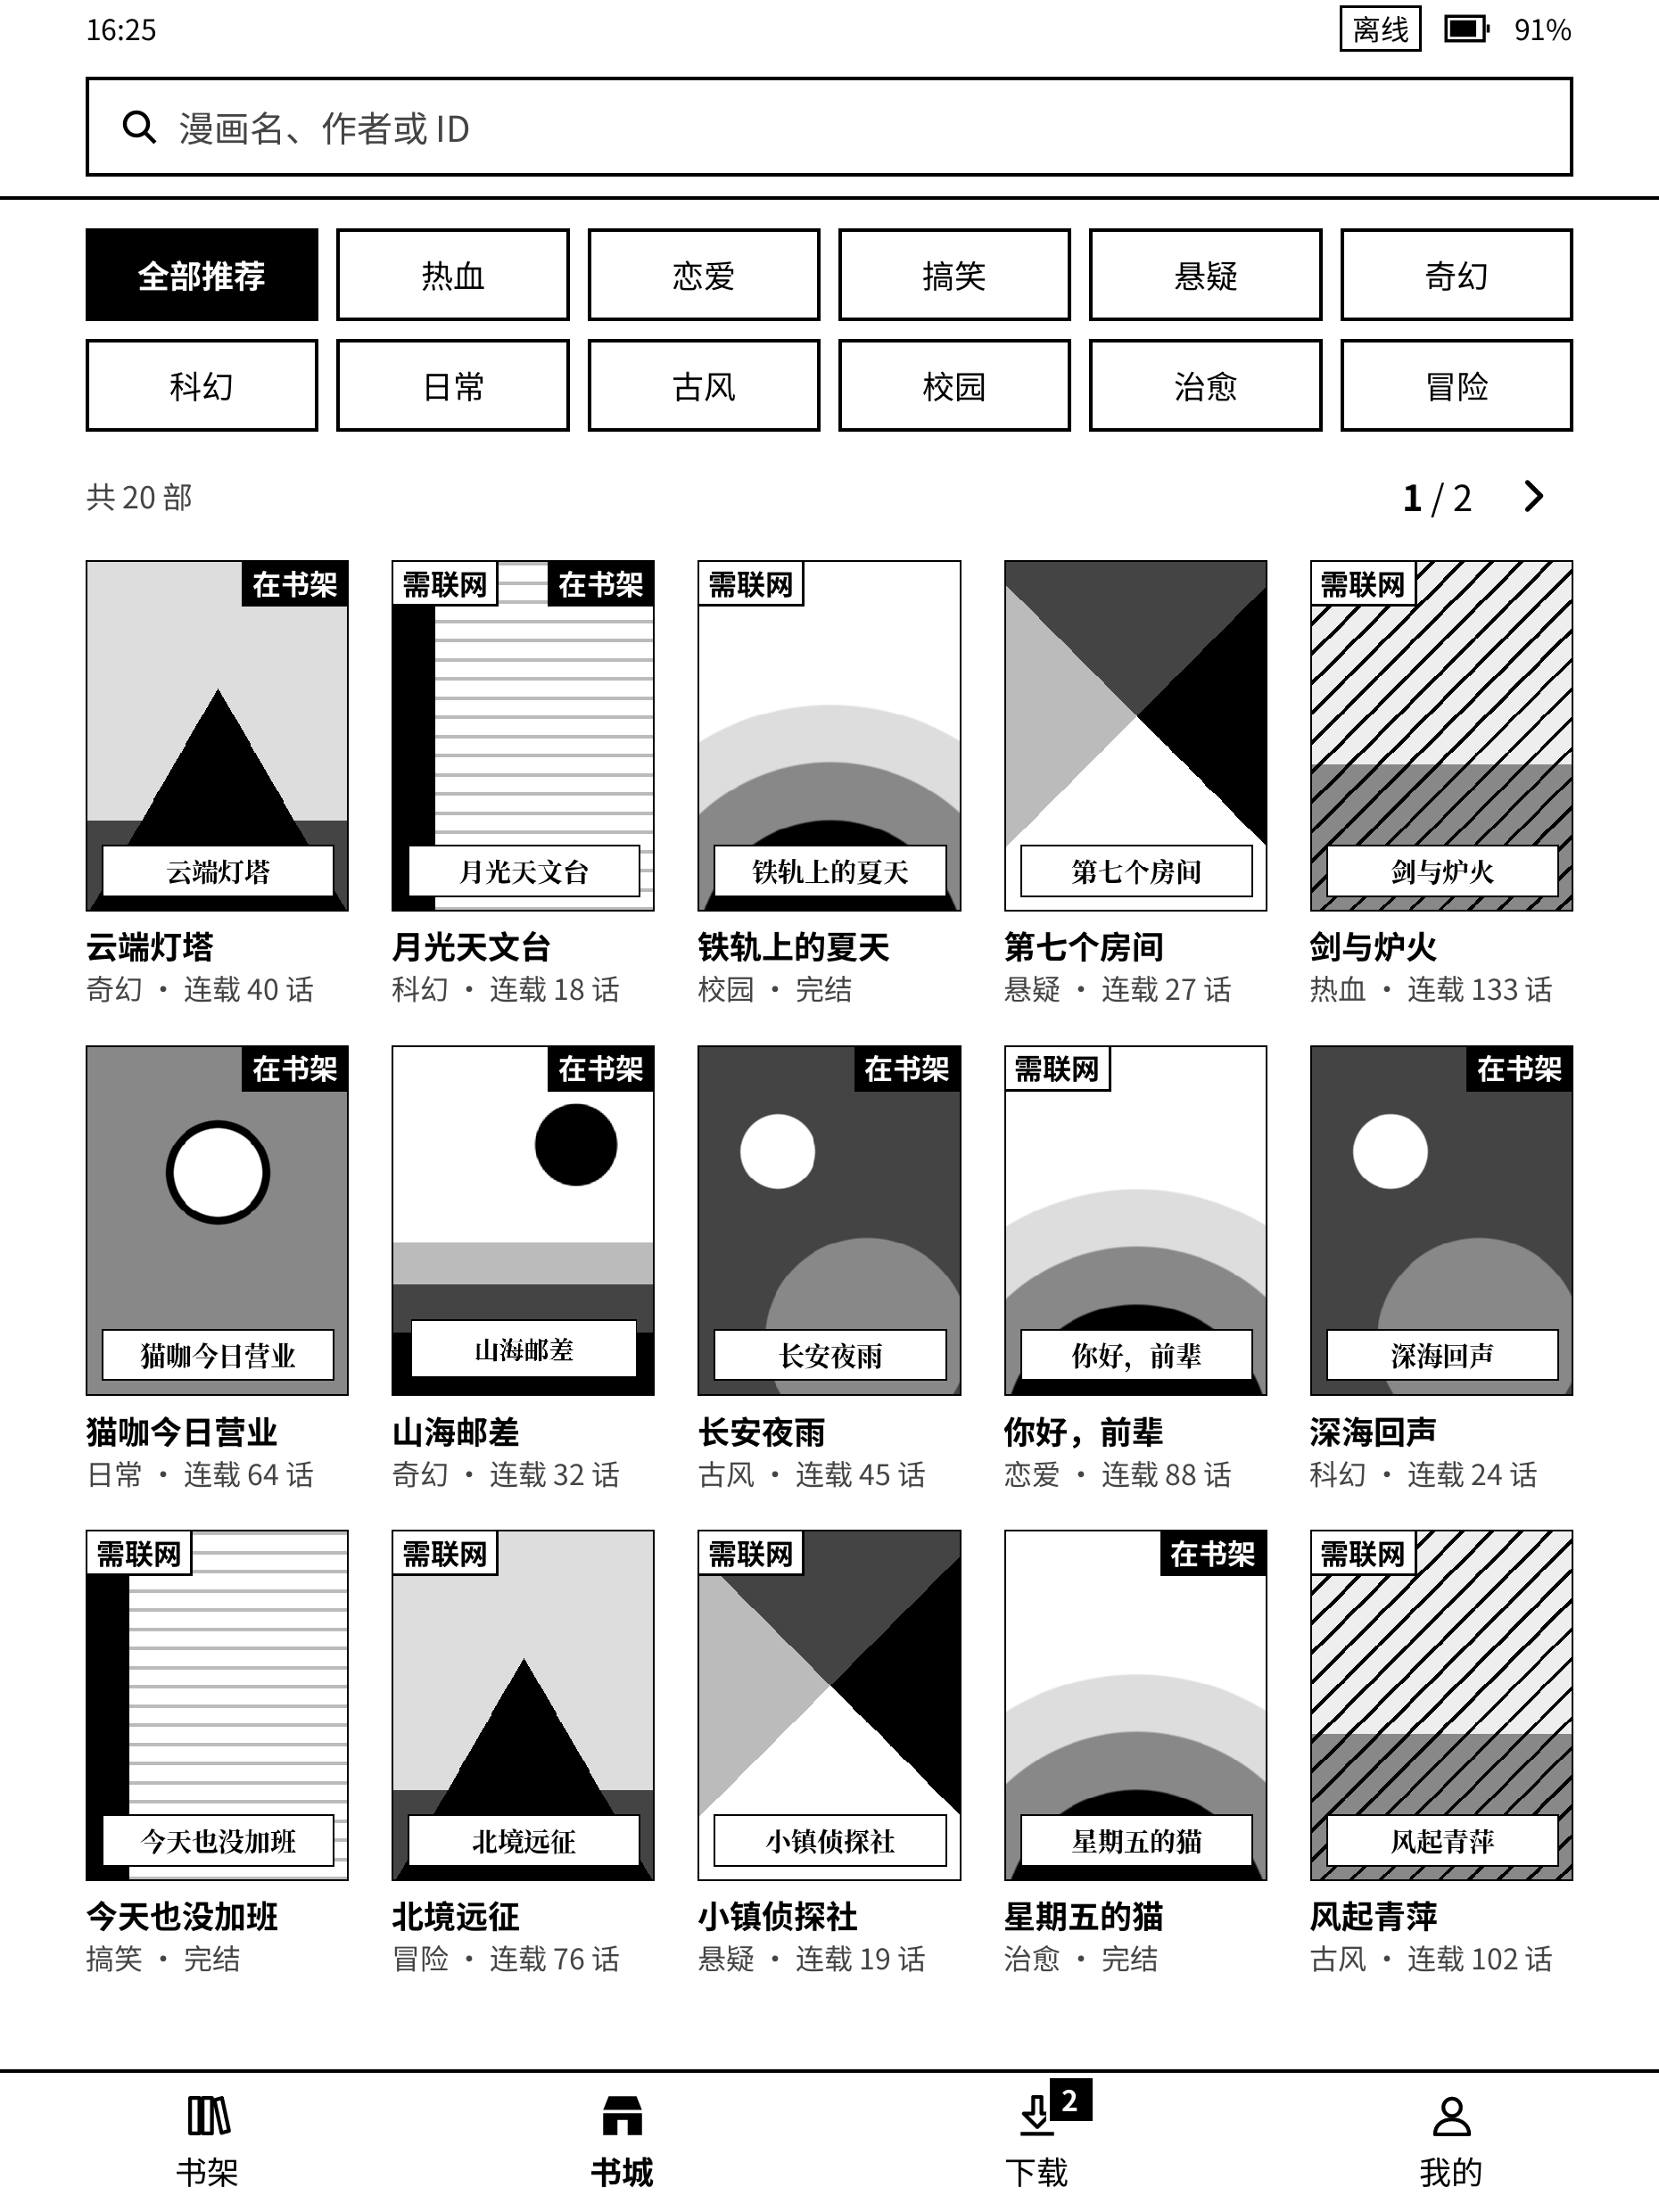 16:25 离线 91%
漫画名、作者或 ID
全部推荐 热血 恋爱 搞笑 悬疑 奇幻
科幻 日常 古风 校园 治愈 冒险
共 20 部 1 / 2
在书架 需联网 在书架 需联网 需联网
云端灯塔 月光天文台 铁轨上的夏天 第七个房间 剑与炉火
云端灯塔 月光天文台 铁轨上的夏天 第七个房间 剑与炉火
奇幻 · 连载 40 话 科幻 · 连载 18 话 校园 · 完结 悬疑 · 连载 27 话 热血 · 连载 133 话
在书架 在书架 在书架 需联网 在书架
猫咖今日营业 山海邮差 长安夜雨 你好，前辈 深海回声
猫咖今日营业 山海邮差 长安夜雨 你好，前辈 深海回声
日常 · 连载 64 话 奇幻 · 连载 32 话 古风 · 连载 45 话 恋爱 · 连载 88 话 科幻 · 连载 24 话
需联网 需联网 需联网 在书架 需联网
今天也没加班 北境远征 小镇侦探社 星期五的猫 风起青萍
今天也没加班 北境远征 小镇侦探社 星期五的猫 风起青萍
搞笑 · 完结 冒险 · 连载 76 话 悬疑 · 连载 19 话 治愈 · 完结 古风 · 连载 102 话
2
书架 书城 下载 我的